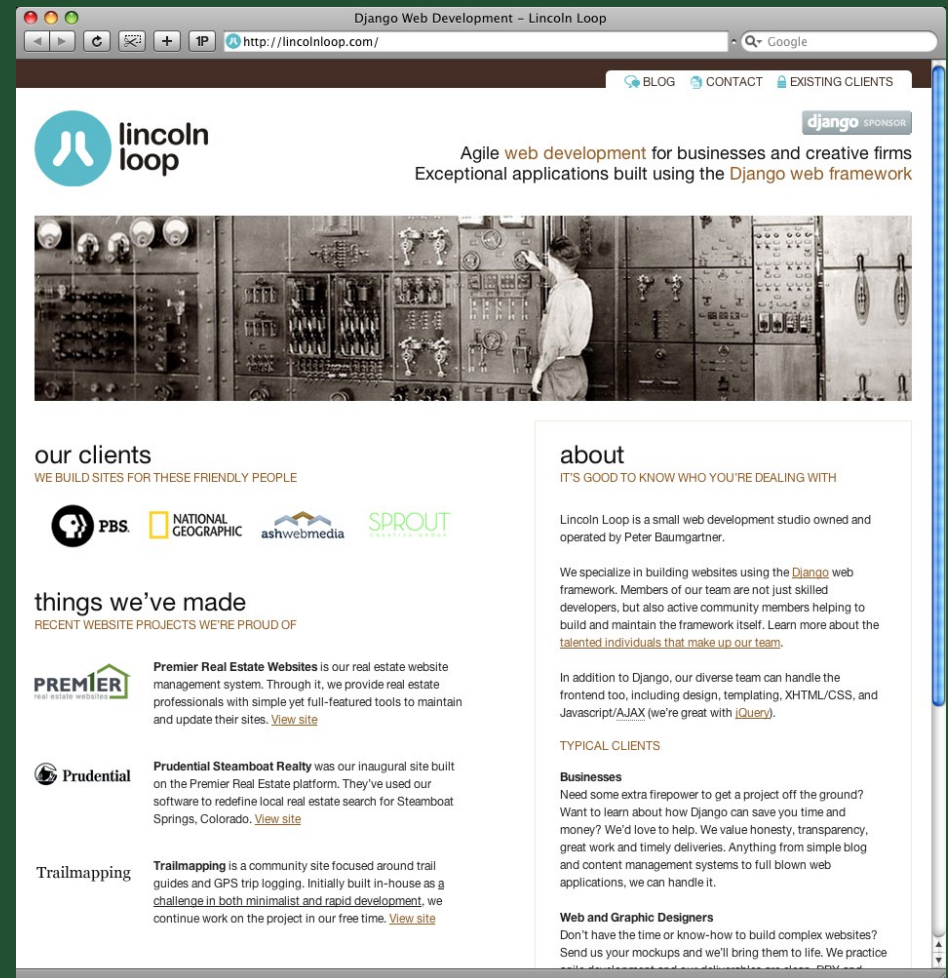 Django Web Development – Lincoln Loop
1P
http://lincolnloop.com/
Google
BLOG CONTACT EXISTING CLIENTS
lincoln
loop
django SPONSOR
Agile web development for businesses and creative firms
Exceptional applications built using the Django web framework
our clients
WE BUILD SITES FOR THESE FRIENDLY PEOPLE
PBS.
NATIONAL
GEOGRAPHIC
ashwebmedia
SPROUT
CREATIVE GROUP
things we've made
RECENT WEBSITE PROJECTS WE'RE PROUD OF
PREM1ER
real estate websites
Premier Real Estate Websites is our real estate website
management system. Through it, we provide real estate
professionals with simple yet full-featured tools to maintain
and update their sites. View site
Prudential
Prudential Steamboat Realty was our inaugural site built
on the Premier Real Estate platform. They've used our
software to redefine local real estate search for Steamboat
Springs, Colorado. View site
Trailmapping
Trailmapping is a community site focused around trail
guides and GPS trip logging. Initially built in-house as a
challenge in both minimalist and rapid development, we
continue work on the project in our free time. View site
about
IT'S GOOD TO KNOW WHO YOU'RE DEALING WITH
Lincoln Loop is a small web development studio owned and
operated by Peter Baumgartner.
We specialize in building websites using the Django web
framework. Members of our team are not just skilled
developers, but also active community members helping to
build and maintain the framework itself. Learn more about the
talented individuals that make up our team.
In addition to Django, our diverse team can handle the
frontend too, including design, templating, XHTML/CSS, and
Javascript/AJAX (we're great with jQuery).
TYPICAL CLIENTS
Businesses
Need some extra firepower to get a project off the ground?
Want to learn about how Django can save you time and
money? We'd love to help. We value honesty, transparency,
great work and timely deliveries. Anything from simple blog
and content management systems to full blown web
applications, we can handle it.
Web and Graphic Designers
Don't have the time or know-how to build complex websites?
Send us your mockups and we'll bring them to life. We practice